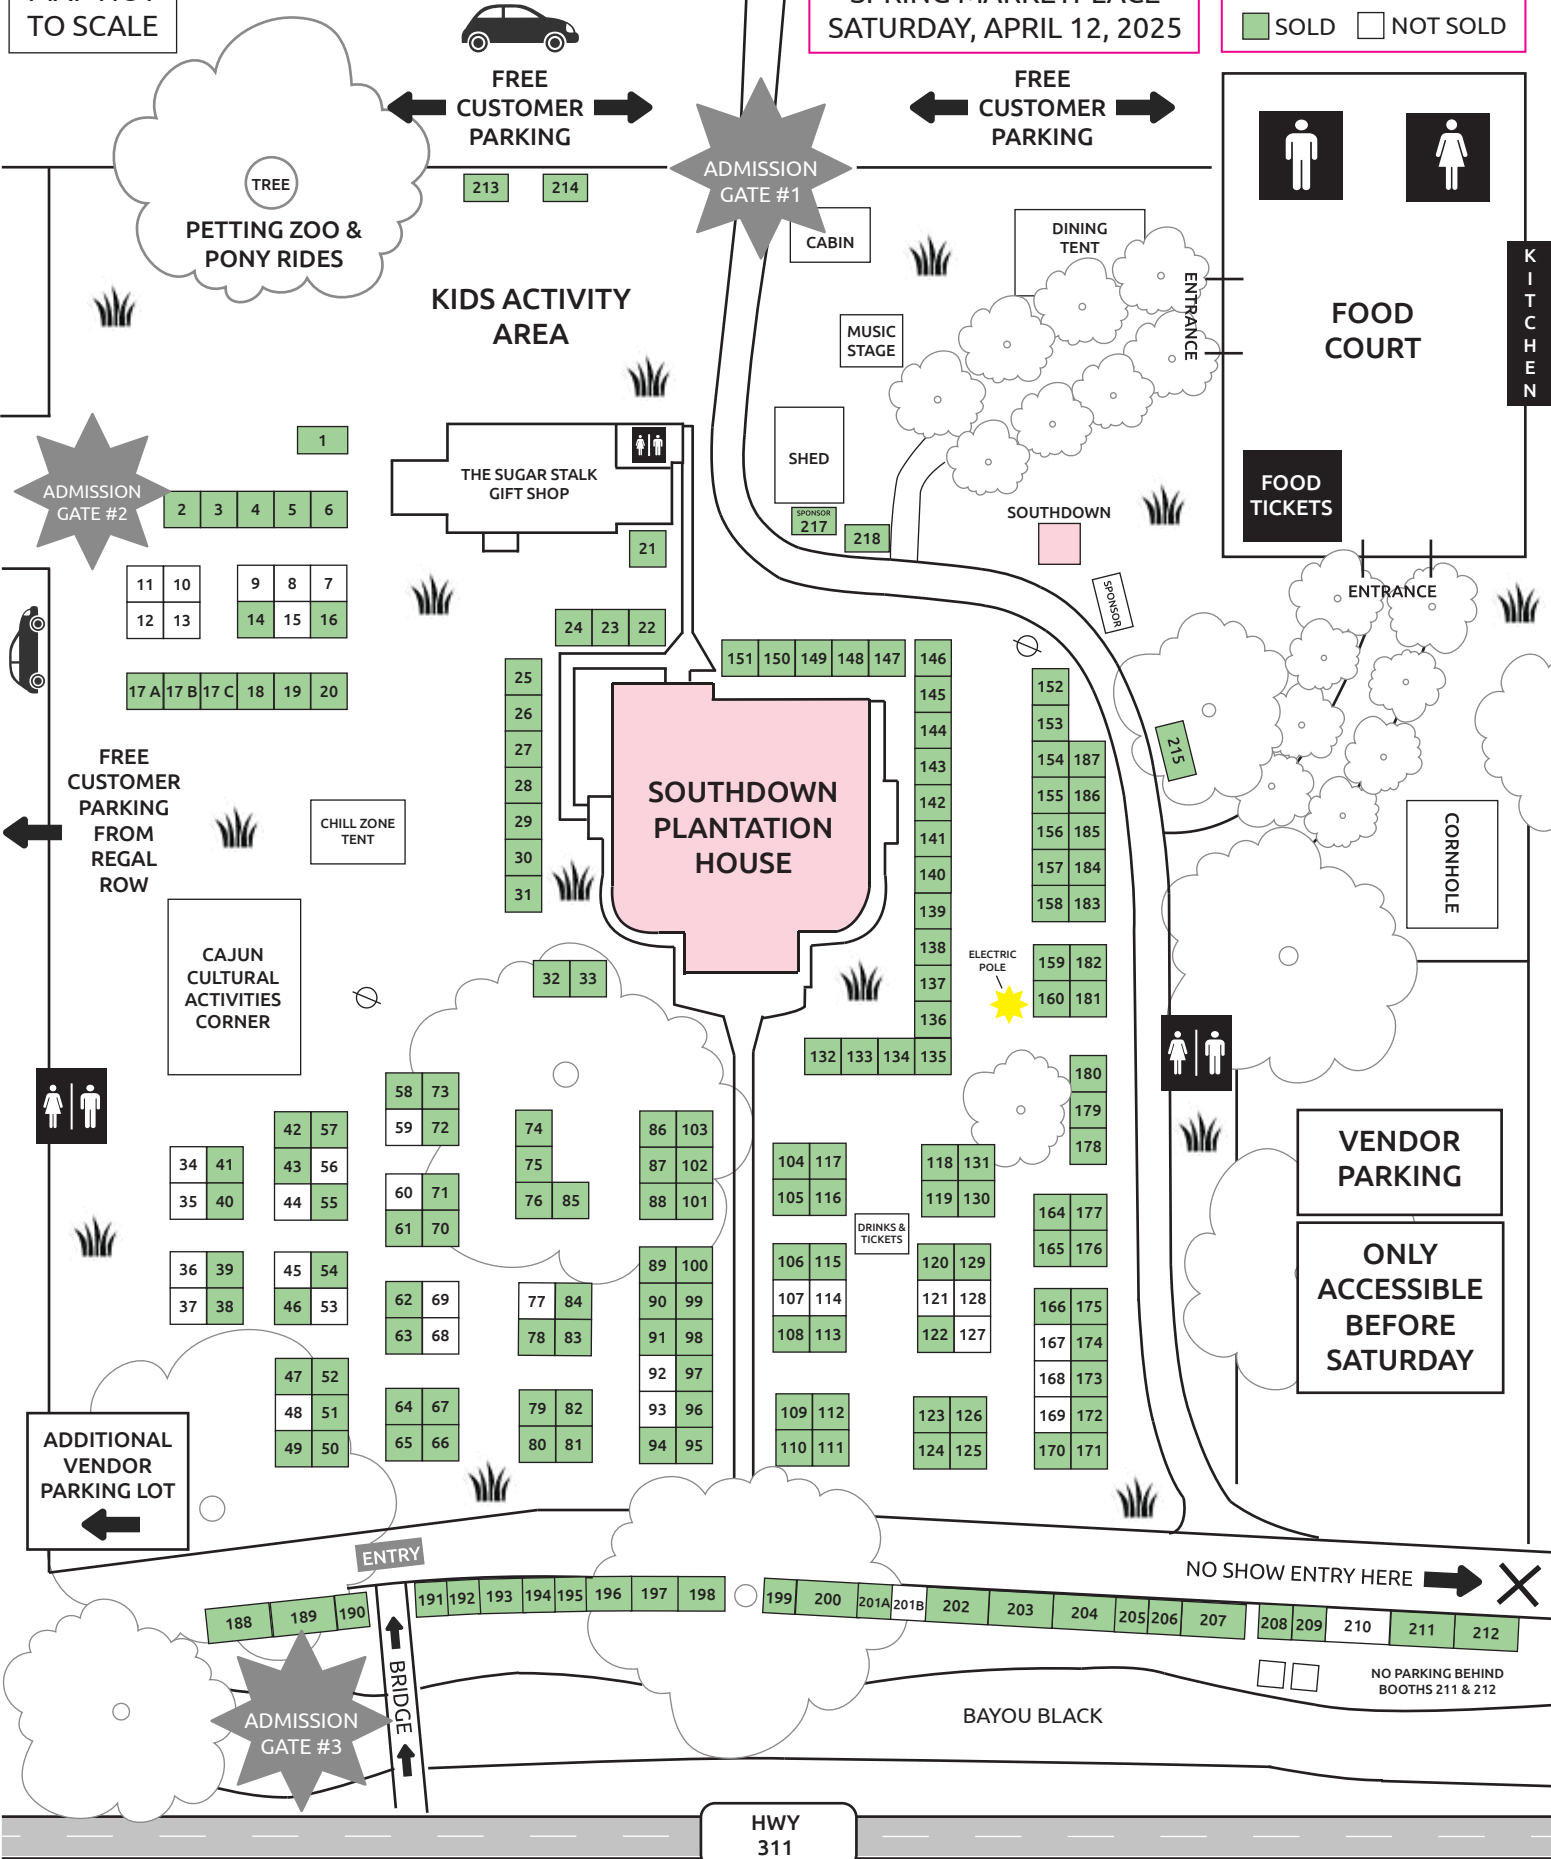 TO SCALE
SATURDAY, APRIL 12, 2025
SOLD
NOT SOLD
FREE
CUSTOMER
PARKING
FREE
CUSTOMER
PARKING
ADMISSION
GATE #1
TREE
PETTING ZOO &
PONY RIDES
213 214
CABIN
DINING
TENT
ENTRANCE
FOOD
COURT
KITCHEN
KIDS ACTIVITY
AREA
MUSIC
STAGE
SHED
FOOD
TICKETS
ENTRANCE
THE SUGAR STALK
GIFT SHOP
ADMISSION
GATE #2
1
2 3 4 5 6
11 10 9 8 7
12 13 14 15 16
17 A 17 B 17 C 18 19 20
21
24 23 22
SPONSOR
217
218
SOUTHDOWN
SPONSOR
215
FREE
CUSTOMER
PARKING
FROM
REGAL
ROW
CHILL ZONE
TENT
CAJUN
CULTURAL
ACTIVITIES
CORNER
25
26
27
28
29
30
31
32 33
SOUTHDOWN
PLANTATION
HOUSE
151 150 149 148 147 146
145
144
143
142
141
140
139
138
137
136
132 133 134 135
152
153
154 187
155 186
156 185
157 184
158 183
159 182
160 181
ELECTRIC
POLE
180
179
178
CORNHOLE
VENDOR
PARKING
ONLY
ACCESSIBLE
BEFORE
SATURDAY
34 41
35 40
36 39
37 38
42 57
43 56
44 55
45 54
46 53
47 52
48 51
49 50
58 73
59 72
60 71
61 70
62 69
63 68
64 67
65 66
74
75
76 85
77 84
78 83
79 82
80 81
86 103
87 102
88 101
89 100
90 99
91 98
92 97
93 96
94 95
104 117
105 116
106 115
107 114
108 113
109 112
110 111
DRINKS &
TICKETS
118 131
119 130
120 129
121 128
122 127
123 126
124 125
164 177
165 176
166 175
167 174
168 173
169 172
170 171
ADDITIONAL
VENDOR
PARKING LOT
ENTRY
NO SHOW ENTRY HERE
188 189 190
191 192 193 194 195 196 197 198
199 200 201A 201B 202 203 204 205 206 207
208 209 210 211 212
BRIDGE
ADMISSION
GATE #3
NO PARKING BEHIND
BOOTHS 211 & 212
BAYOU BLACK
HWY
311